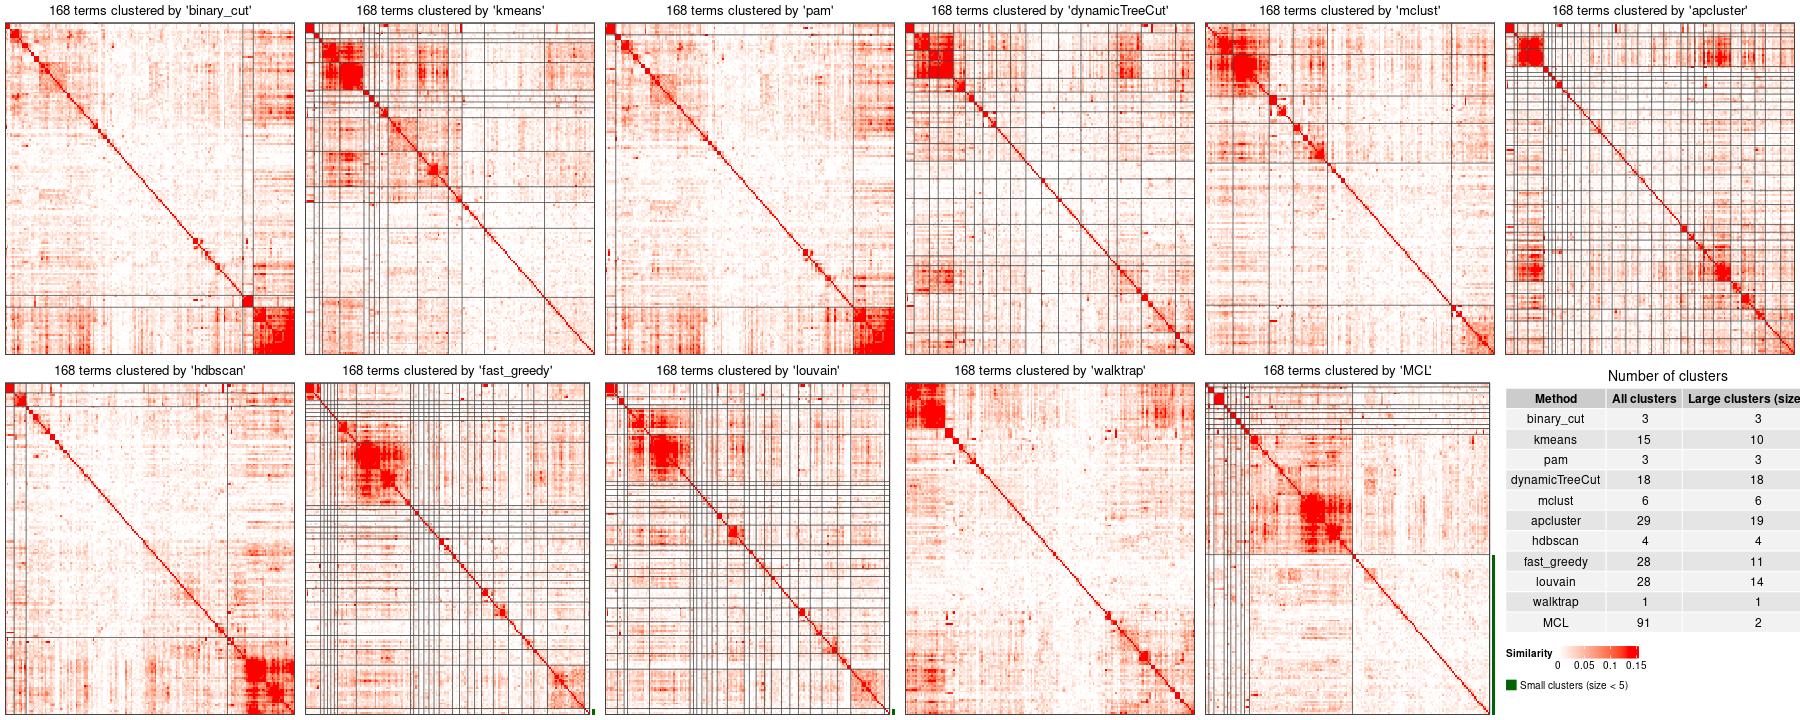 168 terms clustered by 'binary_cut'
168 terms clustered by 'kmeans'
168 terms clustered by 'pam'
168 terms clustered by 'dynamicTreeCut'
168 terms clustered by 'mclust'
168 terms clustered by 'apcluster'
168 terms clustered by 'hdbscan'
168 terms clustered by 'fast_greedy'
168 terms clustered by 'louvain'
168 terms clustered by 'walktrap'
168 terms clustered by 'MCL'
Number of clusters
Method All clusters Large clusters (size
binary_cut 3 3
kmeans 15 10
pam 3 3
dynamicTreeCut 18 18
mclust 6 6
apcluster 29 19
hdbscan 4 4
fast_greedy 28 11
louvain 28 14
walktrap 1 1
MCL 91 2
Similarity
0 0.05 0.1 0.15
Small clusters (size < 5)